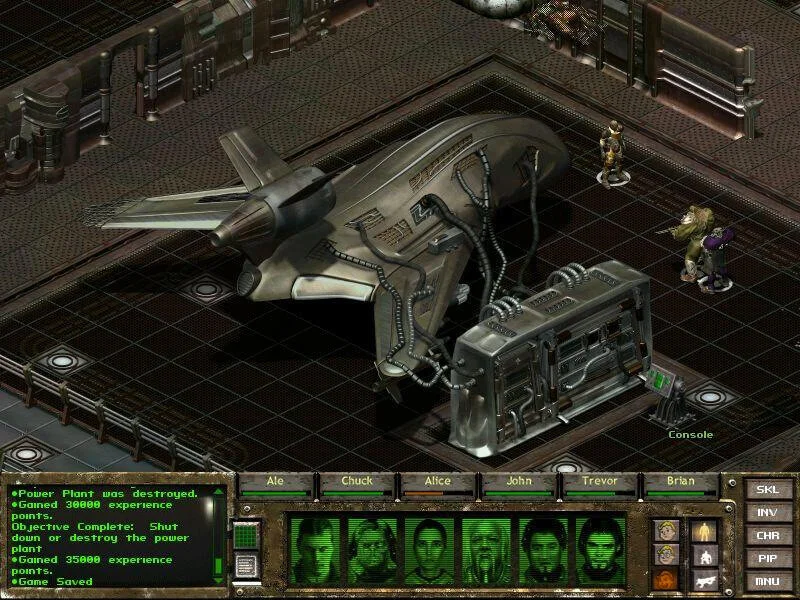 Console
Ale
Chuck
Alice
John
Trevor
Brian
•Power Plant was destroyed.
•Gained 30000 experience
points.
Objective Complete: Shut
down or destroy the power
plant
•Gained 35000 experience
points.
•Game Saved
SKL
INV
CHR
PIP
MNU